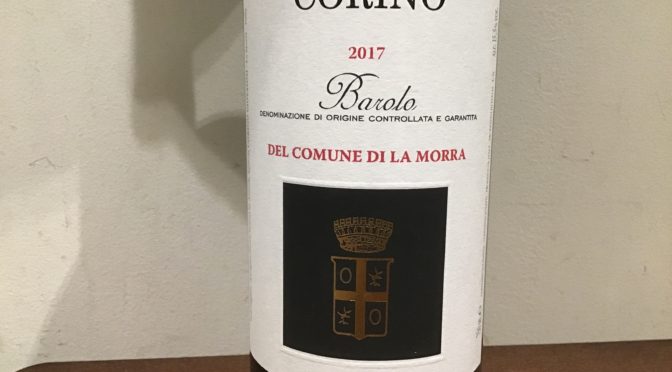 CORINO
2017
Barolo
DENOMINAZIONE DI ORIGINE CONTROLLATA E GARANTITA
DEL COMUNE DI LA MORRA